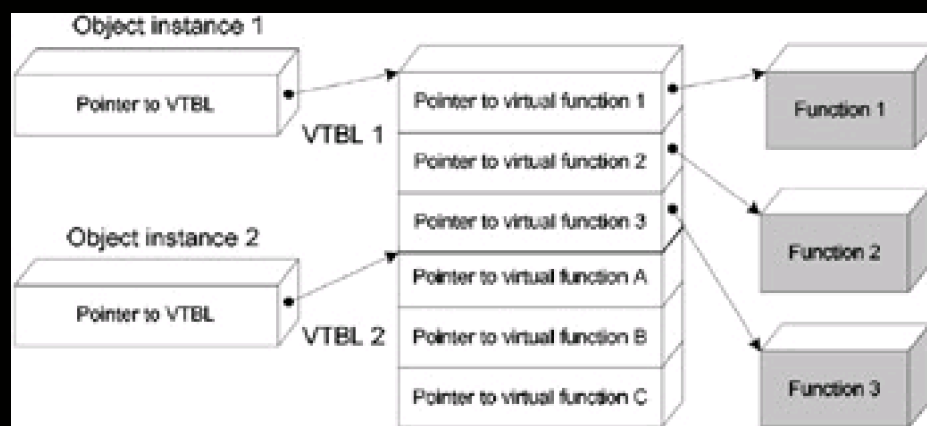 Object instance 1
Pointer to VTBL
VTBL 1
Pointer to virtual function 1
Pointer to virtual function 2
Pointer to virtual function 3
Function 1
Function 2
Function 3
Object instance 2
Pointer to VTBL
VTBL 2
Pointer to virtual function A
Pointer to virtual function B
Pointer to virtual function C